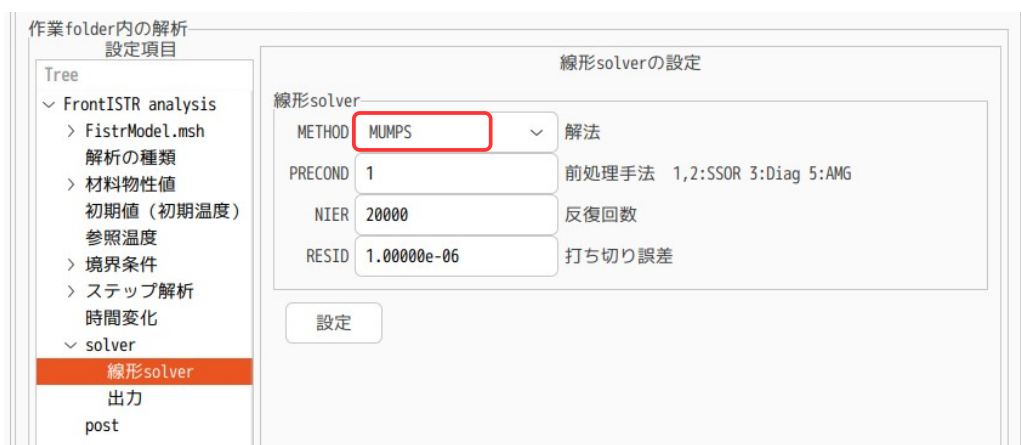 作業folder内の解析
設定項目
Tree
FrontISTR analysis
FistrModel.msh
解析の種類
材料物性値
初期値（初期温度）
参照温度
境界条件
ステップ解析
時間変化
solver
線形solver
出力
post
線形solverの設定
線形solver
METHOD MUMPS 解法
PRECOND 1 前処理手法 1,2:SSOR 3:Diag 5:AMG
NIER 20000 反復回数
RESID 1.00000e-06 打ち切り誤差
設定